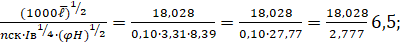 (1000ℓ̄)^1/2 / nск·Iв^1/4·(φH)^1/2 = 18,028 / 0,10·3,31·8,39 = 18,028 / 0,10·27,77 = 18,028 / 2,777 6,5;